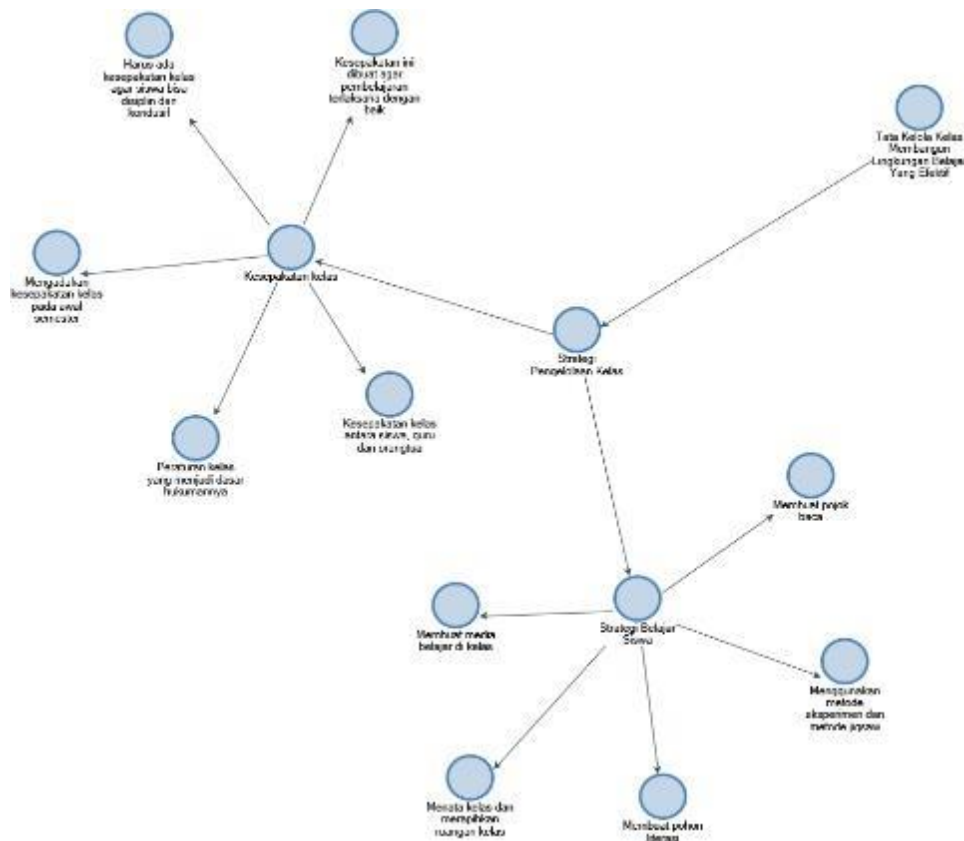 Harus ada
kesepakatan kelas
agar siswa bisa
disiplin dan
kondusif
Kesepakatan ini
dibuat agar
pembelajaran
terlaksana dengan
baik
Tata Kelola Kelas
Membangun
Lingkungan Belajar
Yang Efektif
Kesepakatan kelas
Mengadakan
kesepakatan kelas
pada awal
semester
Strategi
Pengelolaan Kelas
Kesepakatan kelas
antara siswa, guru
dan orangtua
Peraturan kelas
yang menjadi dasar
hukumannya
Membuat pojok
baca
Strategi Belajar
Siswa
Membuat media
belajar di kelas
Menggunakan
metode
eksperimen dan
metode jigsaw
Menata kelas dan
merapihkan
ruangan kelas
Membuat pohon
literasi